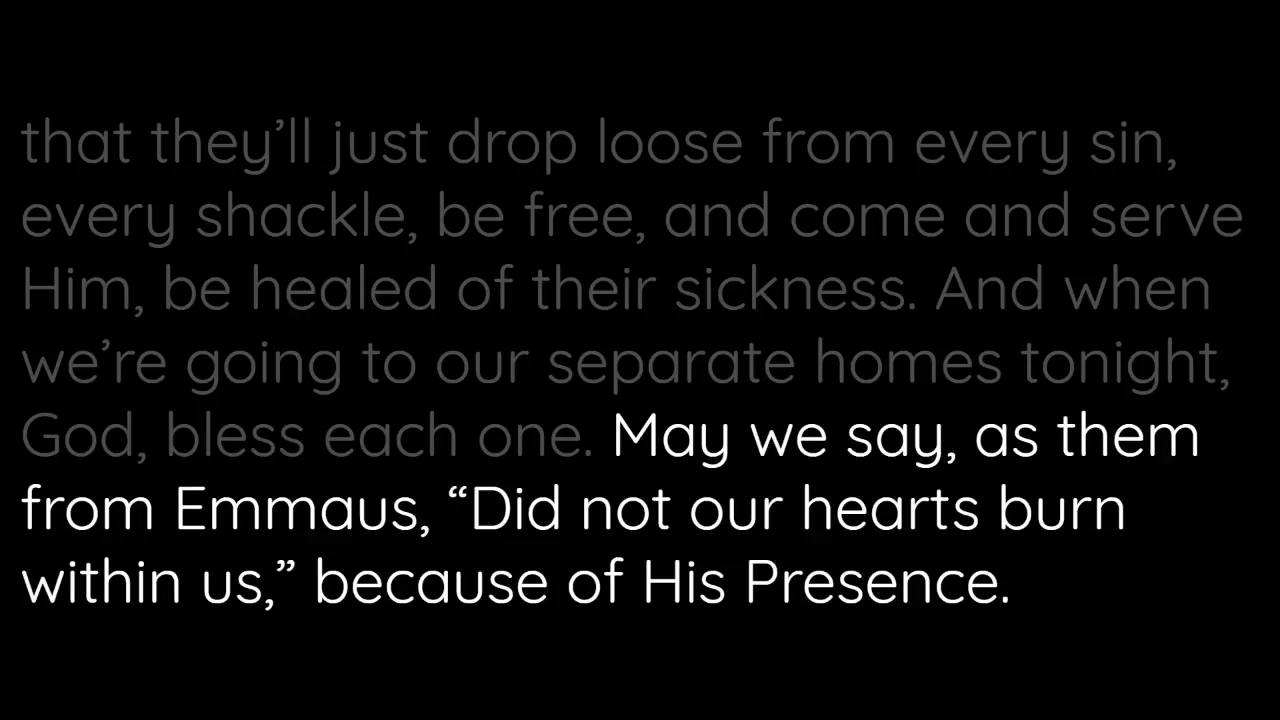 that they’ll just drop loose from every sin,
every shackle, be free, and come and serve
Him, be healed of their sickness. And when
we’re going to our separate homes tonight,
God, bless each one. May we say, as them
from Emmaus, “Did not our hearts burn
within us,” because of His Presence.